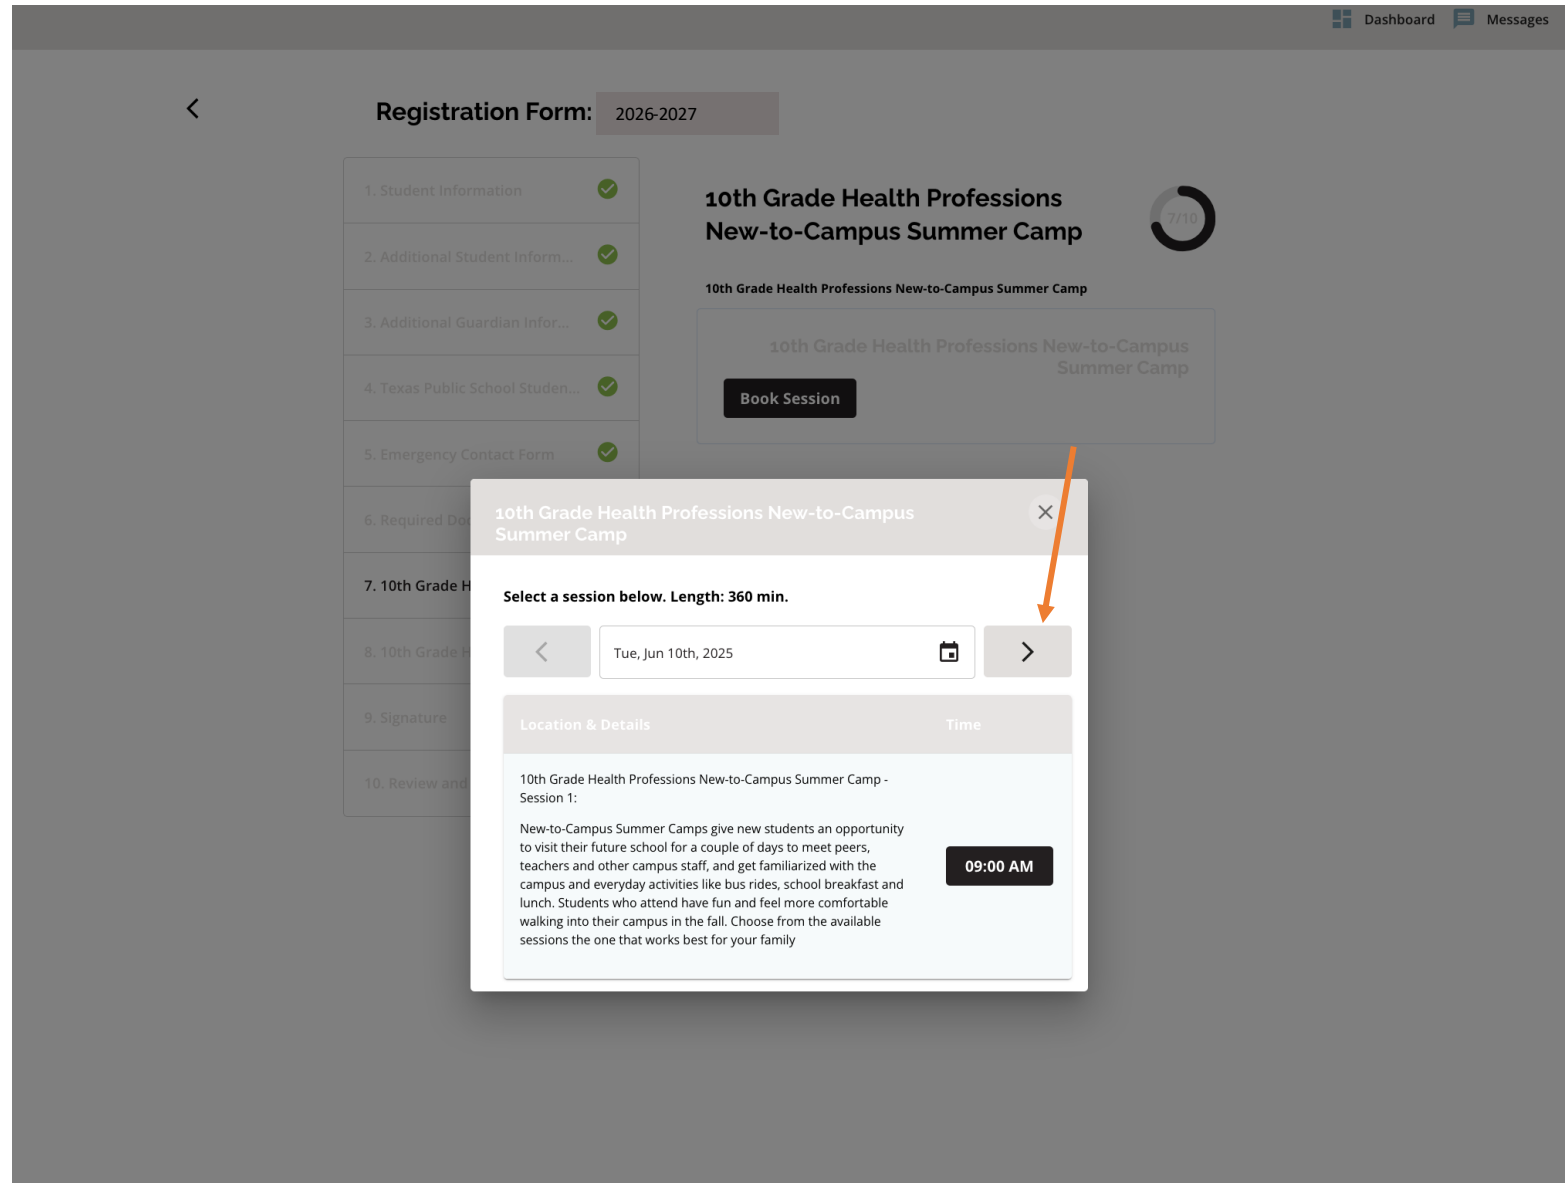 Dashboard Messages
Registration Form: 2026-2027
1. Student Information
2. Additional Student Inform...
3. Additional Guardian Infor...
4. Texas Public School Studen...
5. Emergency Contact Form
6. Required Do
7. 10th Grade H
8. 10th Grade H
9. Signature
10. Review and
10th Grade Health Professions
New-to-Campus Summer Camp
7/10
10th Grade Health Professions New-to-Campus Summer Camp
10th Grade Health Professions New-to-Campus
Summer Camp
Book Session
10th Grade Health Professions New-to-Campus
Summer Camp
Select a session below. Length: 360 min.
Tue, Jun 10th, 2025
Location & Details Time
10th Grade Health Professions New-to-Campus Summer Camp -
Session 1:
New-to-Campus Summer Camps give new students an opportunity
to visit their future school for a couple of days to meet peers,
teachers and other campus staff, and get familiarized with the
campus and everyday activities like bus rides, school breakfast and
lunch. Students who attend have fun and feel more comfortable
walking into their campus in the fall. Choose from the available
sessions the one that works best for your family
09:00 AM